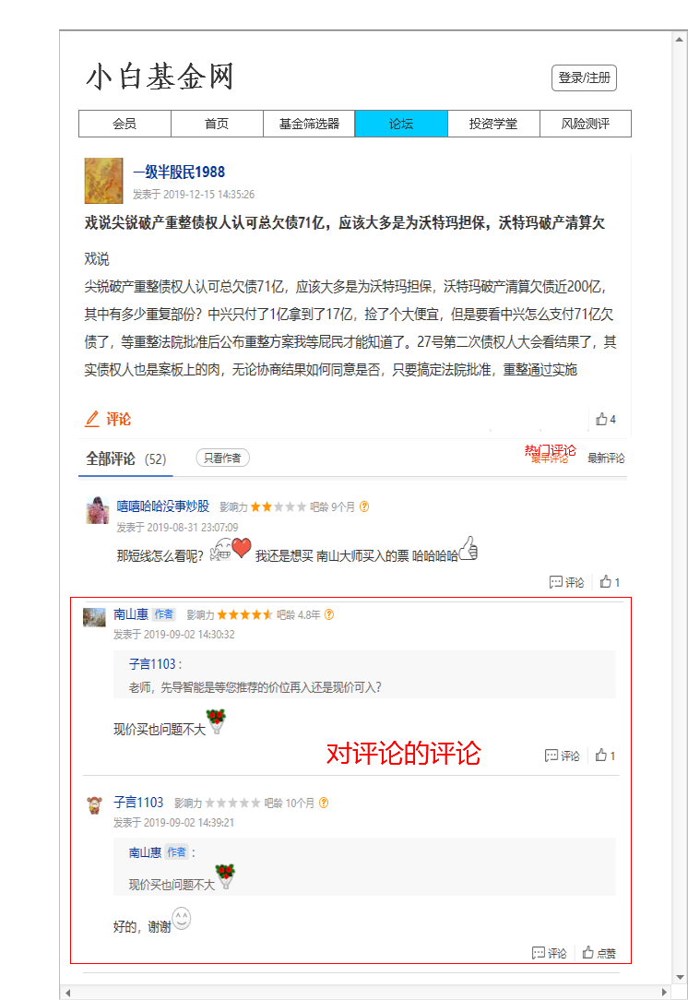 小白基金网
登录/注册
会员 首页 基金筛选器 论坛 投资学堂 风险测评
一级半股民1988
发表于 2019-12-15 14:35:26
戏说尖锐破产重整债权人认可总欠债71亿，应该大多是为沃特玛担保，沃特玛破产清算欠
戏说
尖锐破产重整债权人认可总欠债71亿，应该大多是为沃特玛担保，沃特玛破产清算欠债近200亿，
其中有多少重复部份？中兴只付了1亿拿到了17亿，捡了个大便宜，但是要看中兴怎么支付71亿欠
债了，等重整法院批准后公布重整方案我等屁民才能知道了。27号第二次债权人大会看结果了，其
实债权人也是案板上的肉，无论协商结果如何同意是否，只要搞定法院批准，重整通过实施
评论
4
热门评论
全部评论 (52) 只看作者 最早评论 最新评论
嘻嘻哈哈没事炒股 影响力 吧龄 9个月
发表于 2019-08-31 23:07:09
那短线怎么看呢？ 我还是想买 南山大师买入的票 哈哈哈哈
评论 1
南山惠 作者 影响力 吧龄 4.8年
发表于 2019-09-02 14:30:32
子言1103：
老师，先导智能是等您推荐的价位再入还是现价可入？
现价买也问题不大
对评论的评论
评论 1
子言1103 影响力 吧龄 10个月
发表于 2019-09-02 14:39:21
南山惠 作者：
现价买也问题不大
好的，谢谢
评论 点赞